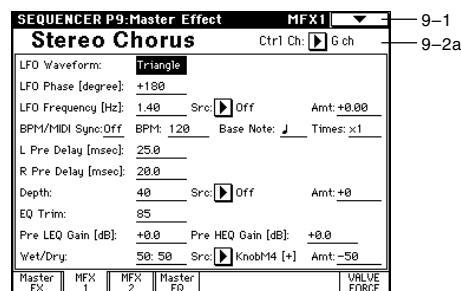 SEQUENCER P9:Master Effect MFX1 9–1
Stereo Chorus Ctrl Ch: G ch 9–2a
LFO Waveform: Triangle
LFO Phase [degree]: +180
LFO Frequency [Hz]: 1.40 Src: Off Amt: +0.00
BPM/MIDI Sync: Off BPM: 120 Base Note: ♩ Times: ×1
L Pre Delay [msec]: 25.0
R Pre Delay [msec]: 20.0
Depth: 40 Src: Off Amt: +0
EQ Trim: 85
Pre LEQ Gain [dB]: +0.0 Pre HEQ Gain [dB]: +0.0
Wet/Dry: 50: 50 Src: KnobM4 [+] Amt: -50
Master FX MFX 1 MFX 2 Master EQ VALVE FORCE